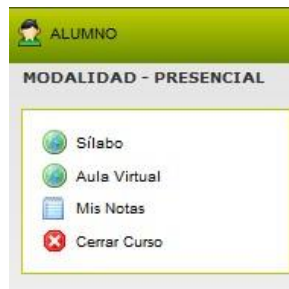 ALUMNO
MODALIDAD - PRESENCIAL
Sílabo
Aula Virtual
Mis Notas
Cerrar Curso